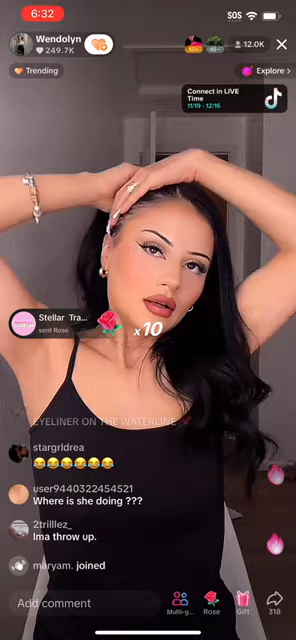 6:32
SOS
Wendolyn
249.7K
60+
40+
12.0K
Trending
Explore >
Connect in LIVE
Time
11/19 - 12/16
Stellar Tra...
sent Rose
x10
EYELINER ON THE WATERLINE
stargrldrea
😂😂😂😂😂😂
user9440322454521
Where is she doing ???
2trilllez_
Ima throw up.
maryam. joined
Add comment
Multi-g...
Rose
Gift
318